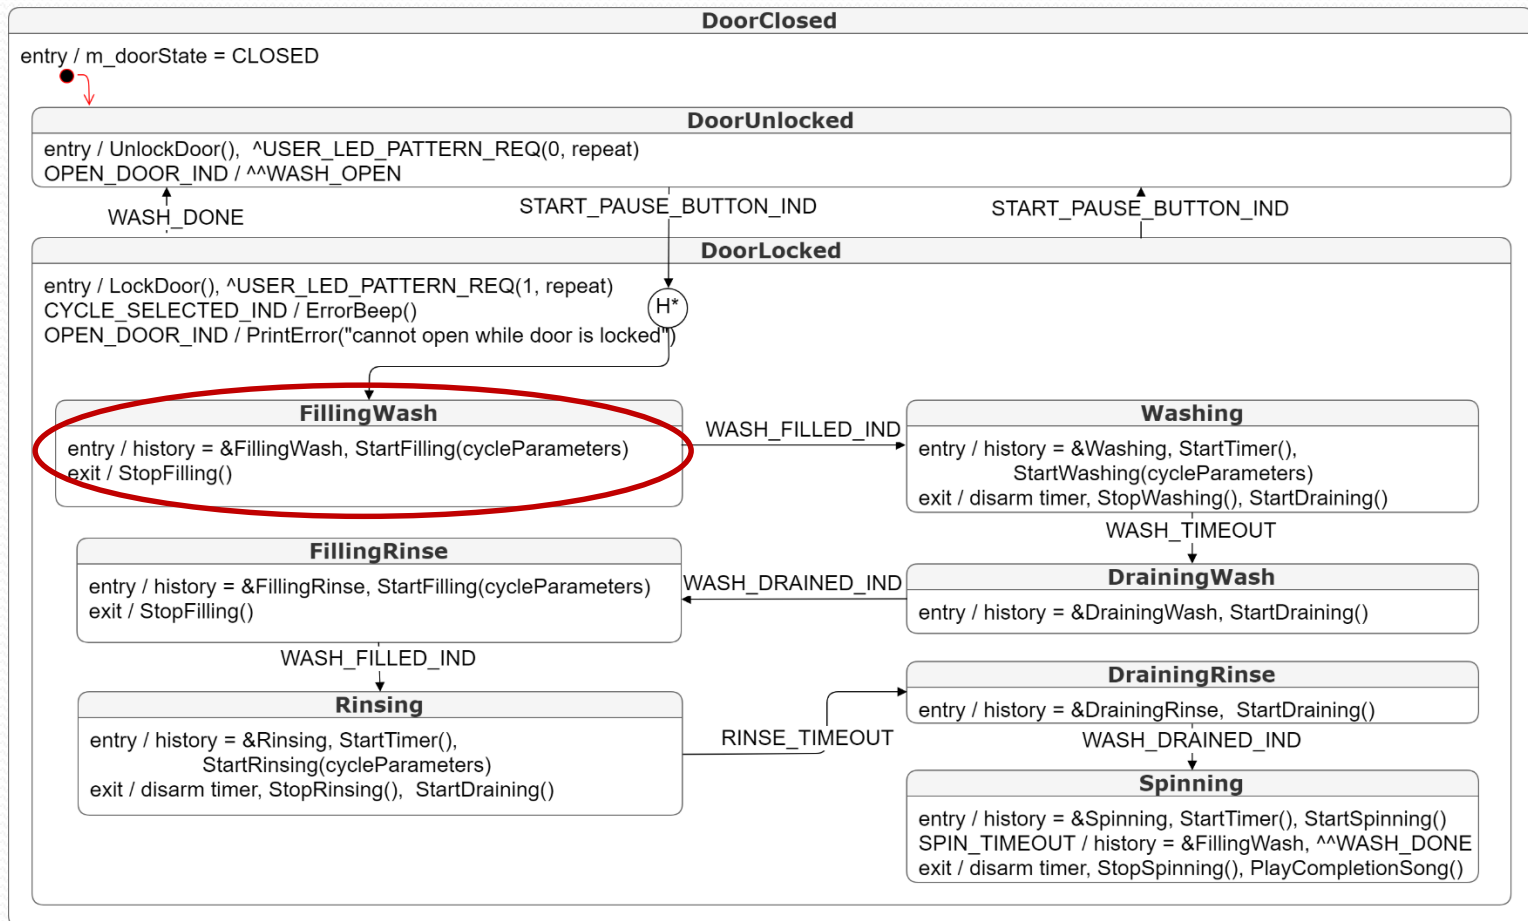 DoorClosed
entry / m_doorState = CLOSED
DoorUnlocked
entry / UnlockDoor(), ^USER_LED_PATTERN_REQ(0, repeat)
OPEN_DOOR_IND / ^^WASH_OPEN
WASH_DONE
START_PAUSE_BUTTON_IND
START_PAUSE_BUTTON_IND
DoorLocked
entry / LockDoor(), ^USER_LED_PATTERN_REQ(1, repeat)
CYCLE_SELECTED_IND / ErrorBeep()
OPEN_DOOR_IND / PrintError("cannot open while door is locked")
H*
FillingWash
entry / history = &FillingWash, StartFilling(cycleParameters)
exit / StopFilling()
WASH_FILLED_IND
Washing
entry / history = &Washing, StartTimer(),
StartWashing(cycleParameters)
exit / disarm timer, StopWashing(), StartDraining()
WASH_TIMEOUT
DrainingWash
entry / history = &DrainingWash, StartDraining()
WASH_DRAINED_IND
FillingRinse
entry / history = &FillingRinse, StartFilling(cycleParameters)
exit / StopFilling()
WASH_FILLED_IND
Rinsing
entry / history = &Rinsing, StartTimer(),
StartRinsing(cycleParameters)
exit / disarm timer, StopRinsing(), StartDraining()
RINSE_TIMEOUT
DrainingRinse
entry / history = &DrainingRinse, StartDraining()
WASH_DRAINED_IND
Spinning
entry / history = &Spinning, StartTimer(), StartSpinning()
SPIN_TIMEOUT / history = &FillingWash, ^^WASH_DONE
exit / disarm timer, StopSpinning(), PlayCompletionSong()